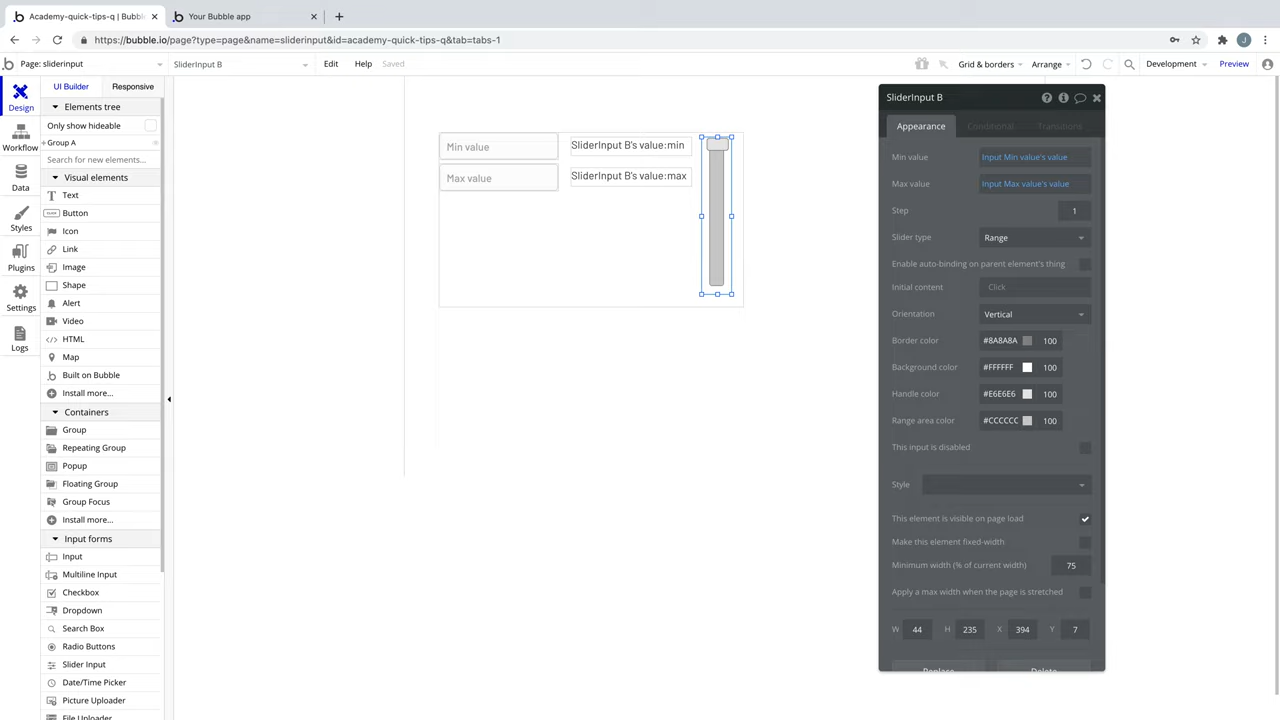 Academy-quick-tips-q | Bubbl
Your Bubble app
https://bubble.io/page?type=page&name=sliderinput&id=academy-quick-tips-q&tab=tabs-1
J
Page: sliderinput
SliderInput B
Edit
Help
Saved
Grid & borders
Arrange
Development
Preview
Design
Workflow
Data
Styles
Plugins
Settings
Logs
UI Builder
Responsive
Elements tree
Only show hideable
Group A
Search for new elements...
Visual elements
Text
Button
Icon
Link
Image
Shape
Alert
Video
HTML
Map
Built on Bubble
Install more...
Containers
Group
Repeating Group
Popup
Floating Group
Group Focus
Install more...
Input forms
Input
Multiline Input
Checkbox
Dropdown
Search Box
Radio Buttons
Slider Input
Date/Time Picker
Picture Uploader
File Uploader
Min value
SliderInput B's value:min
Max value
SliderInput B's value:max
SliderInput B
Appearance
Conditional
Transitions
Min value
Input Min value's value
Max value
Input Max value's value
Step
1
Slider type
Range
Enable auto-binding on parent element's thing
Initial content
Click
Orientation
Vertical
Border color
#8A8A8A
100
Background color
#FFFFFF
100
Handle color
#E6E6E6
100
Range area color
#CCCCCC
100
This input is disabled
Style
This element is visible on page load
Make this element fixed-width
Minimum width (% of current width)
75
Apply a max width when the page is stretched
W 44 H 235 X 394 Y 7
Replace
Delete